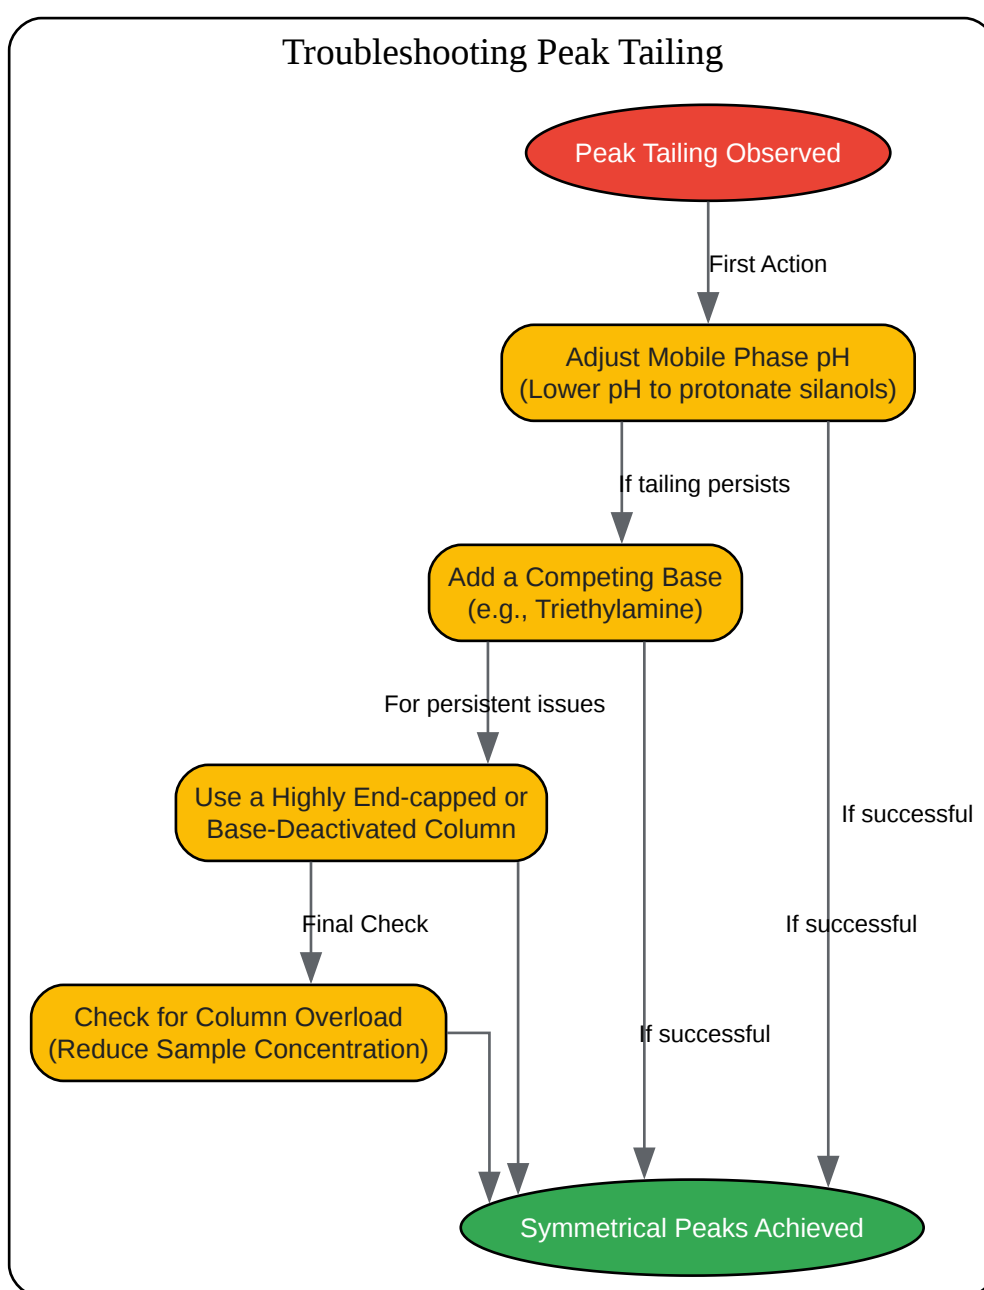 Troubleshooting Peak Tailing
Peak Tailing Observed
First Action
Adjust Mobile Phase pH
(Lower pH to protonate silanols)
If tailing persists
Add a Competing Base
(e.g., Triethylamine)
For persistent issues
Use a Highly End-capped or
Base-Deactivated Column
If successful
Final Check
If successful
Check for Column Overload
(Reduce Sample Concentration)
If successful
Symmetrical Peaks Achieved